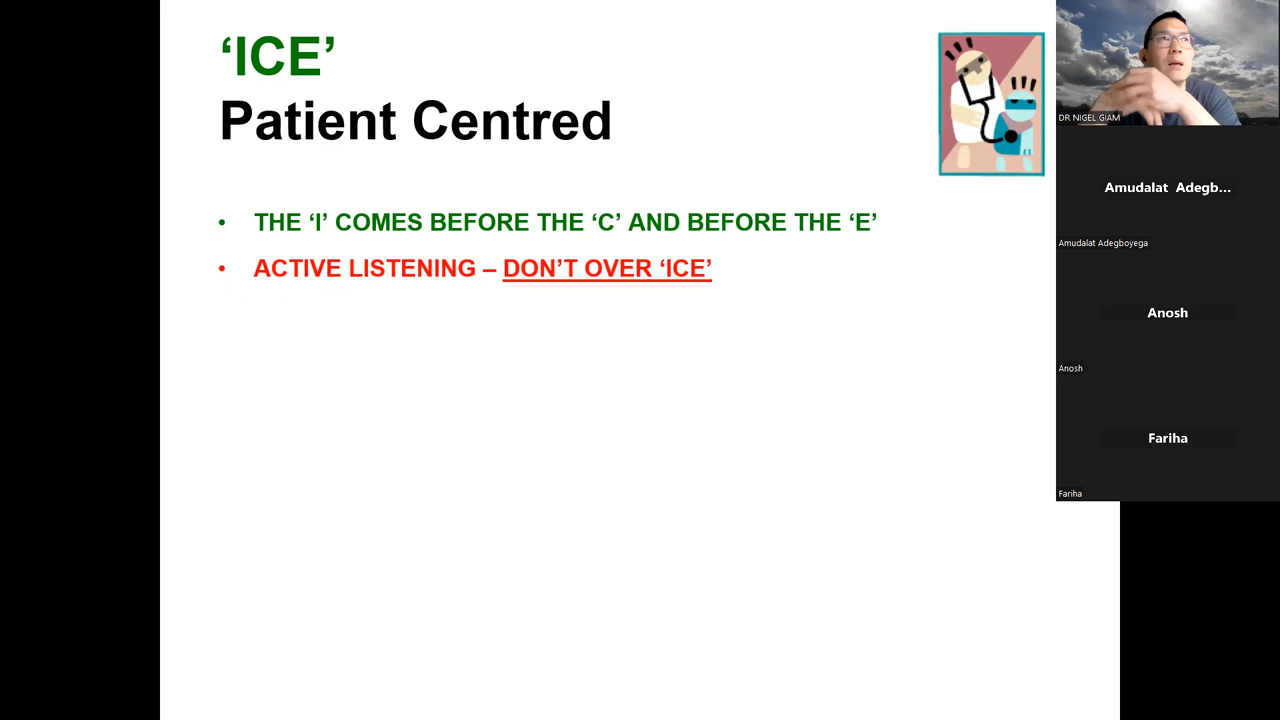 ‘ICE’
Patient Centred
• THE ‘I’ COMES BEFORE THE ‘C’ AND BEFORE THE ‘E’
• ACTIVE LISTENING – DON’T OVER ‘ICE’
DR NIGEL GIAM
Amudalat Adegb...
Amudalat Adegboyega
Anosh
Anosh
Fariha
Fariha